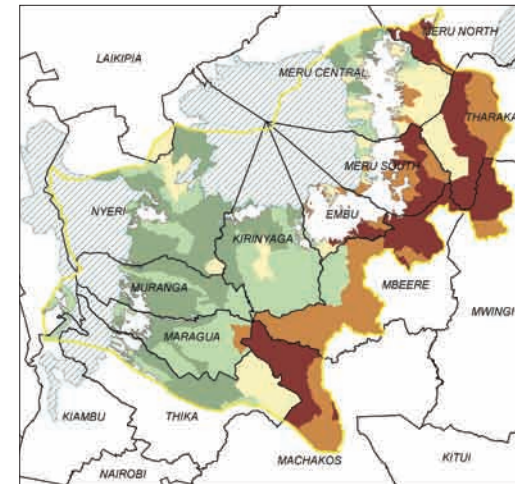 MERU NORTH
LAIKIPIA
MERU CENTRAL
THARAKA
MERU SOUTH
NYERI
EMBU
KIRINYAGA
MURANGA
MBEERE
MWINGI
MARAGUA
KIAMBU
THIKA
NAIROBI
MACHAKOS
KITUI